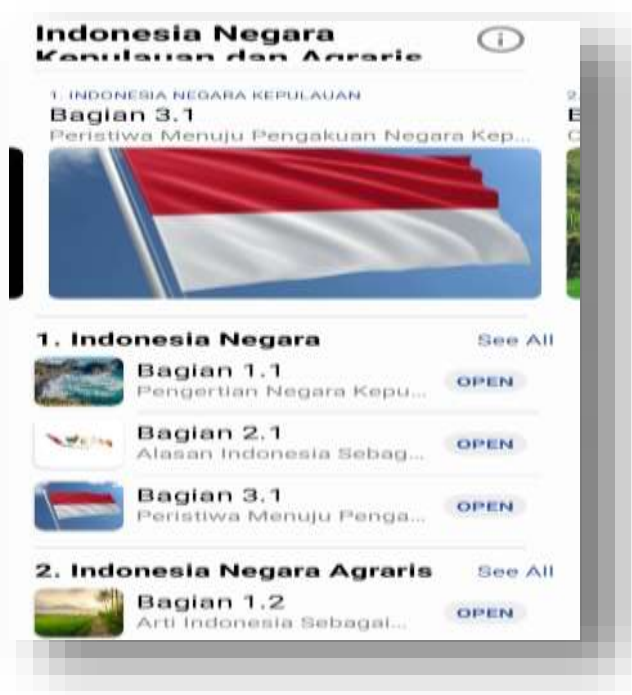 Indonesia Negara
Kepulauan dan Agraris
1. INDONESIA NEGARA KEPULAUAN
Bagian 3.1
Peristiwa Menuju Pengakuan Negara Kep...
2.
1. Indonesia Negara
See All
Bagian 1.1
Pengertian Negara Kepu...
OPEN
Bagian 2.1
Alasan Indonesia Sebag...
OPEN
Bagian 3.1
Peristiwa Menuju Penga...
OPEN
2. Indonesia Negara Agraris
See All
Bagian 1.2
Arti Indonesia Sebagai...
OPEN